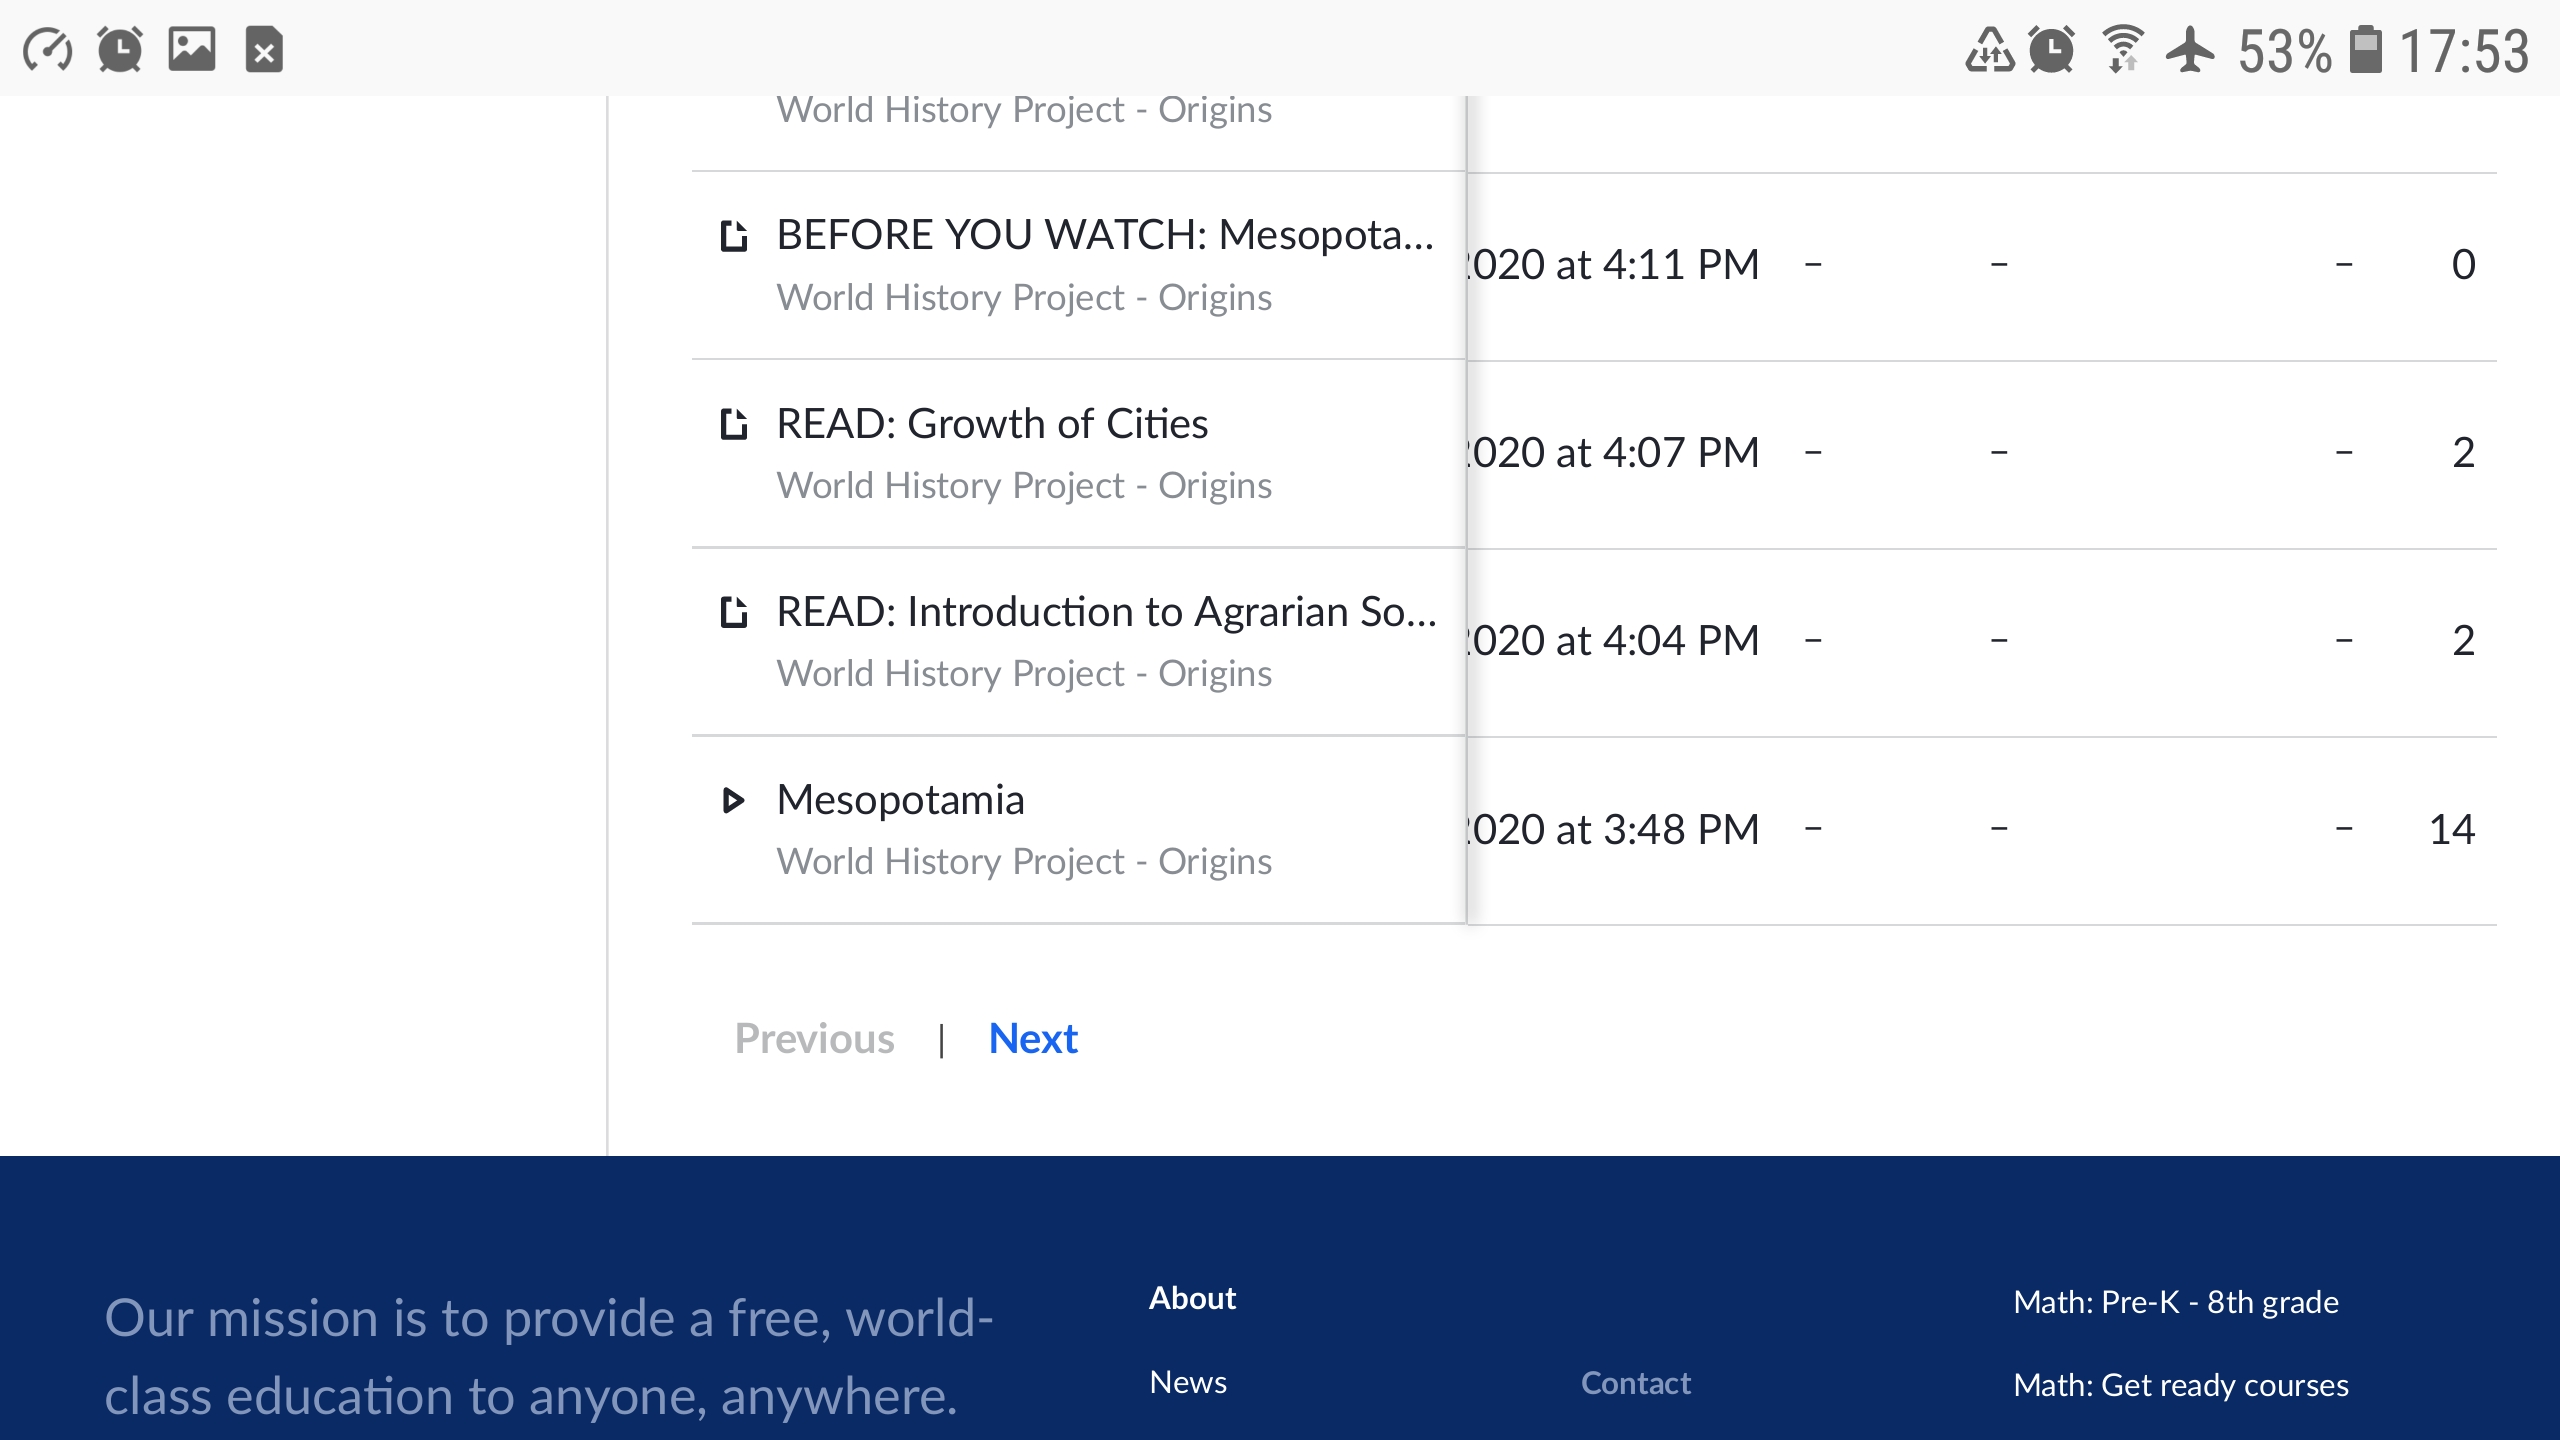 53% 17:53
World History Project - Origins
BEFORE YOU WATCH: Mesopota...
World History Project - Origins
2020 at 4:11 PM – – – 0
READ: Growth of Cities
World History Project - Origins
2020 at 4:07 PM – – – 2
READ: Introduction to Agrarian So...
World History Project - Origins
2020 at 4:04 PM – – – 2
Mesopotamia
World History Project - Origins
2020 at 3:48 PM – – – 14
Previous | Next
Our mission is to provide a free, world-
class education to anyone, anywhere.
About
News
Contact
Math: Pre-K - 8th grade
Math: Get ready courses